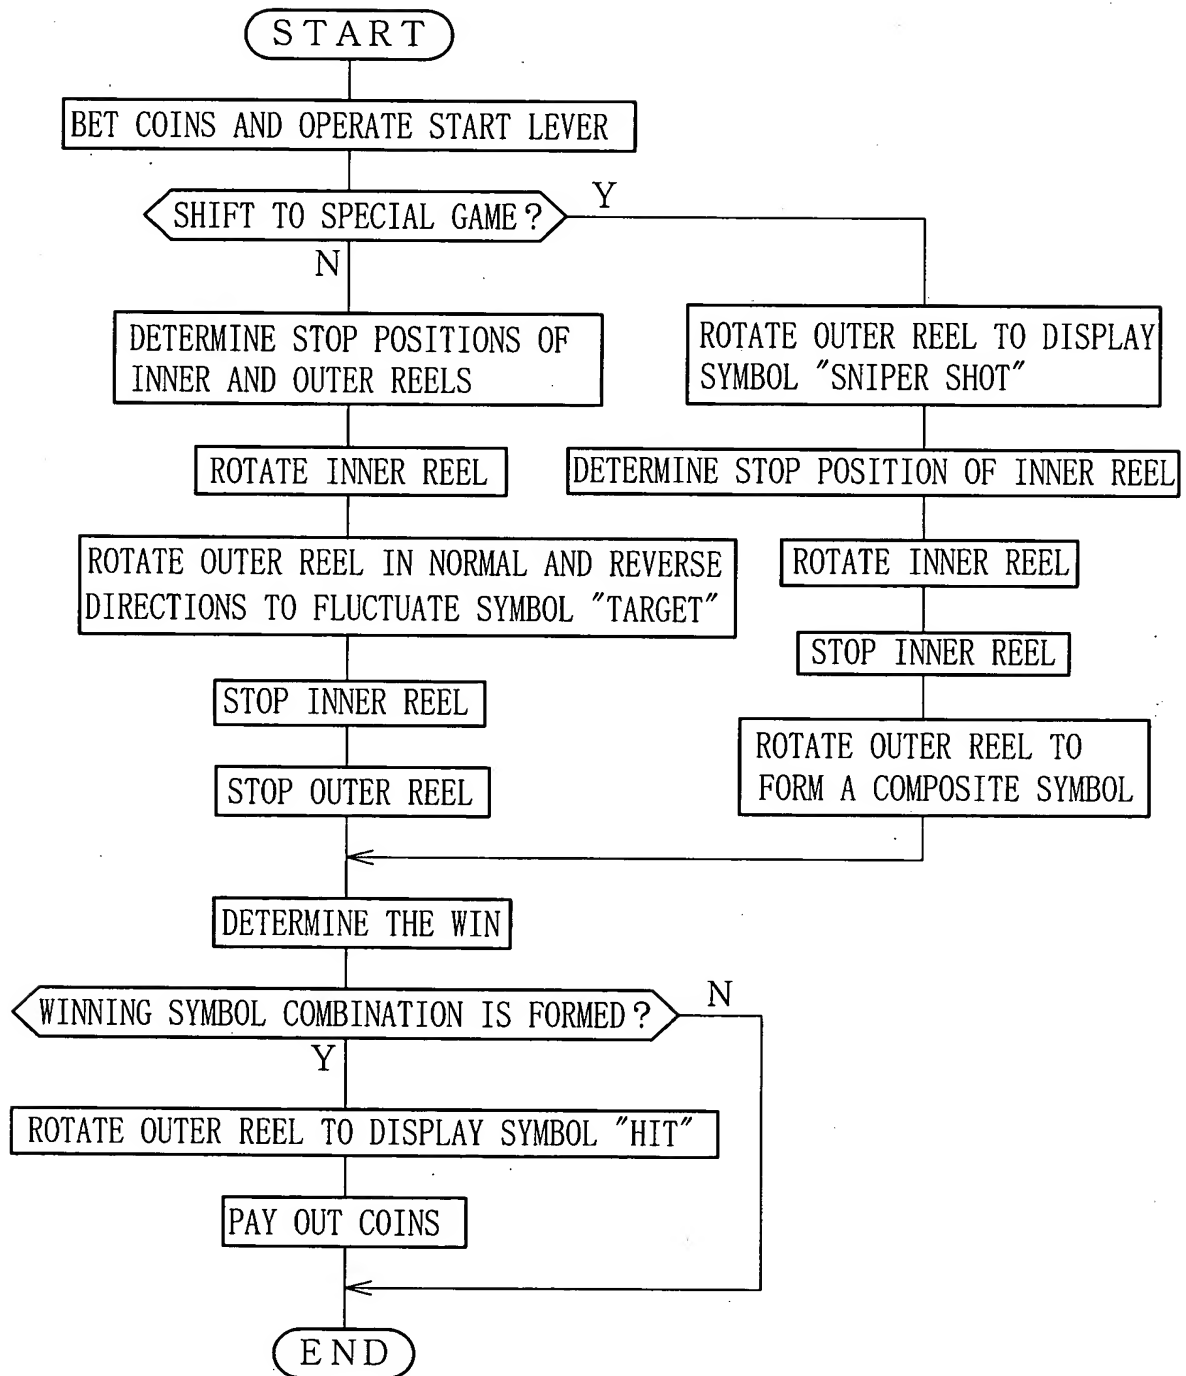 START
BET COINS AND OPERATE START LEVER
SHIFT TO SPECIAL GAME?
Y
N
DETERMINE STOP POSITIONS OF
INNER AND OUTER REELS
ROTATE INNER REEL
ROTATE OUTER REEL IN NORMAL AND REVERSE
DIRECTIONS TO FLUCTUATE SYMBOL "TARGET"
STOP INNER REEL
STOP OUTER REEL
ROTATE OUTER REEL TO DISPLAY
SYMBOL "SNIPER SHOT"
DETERMINE STOP POSITION OF INNER REEL
ROTATE INNER REEL
STOP INNER REEL
ROTATE OUTER REEL TO
FORM A COMPOSITE SYMBOL
DETERMINE THE WIN
WINNING SYMBOL COMBINATION IS FORMED?
N
Y
ROTATE OUTER REEL TO DISPLAY SYMBOL "HIT"
PAY OUT COINS
END